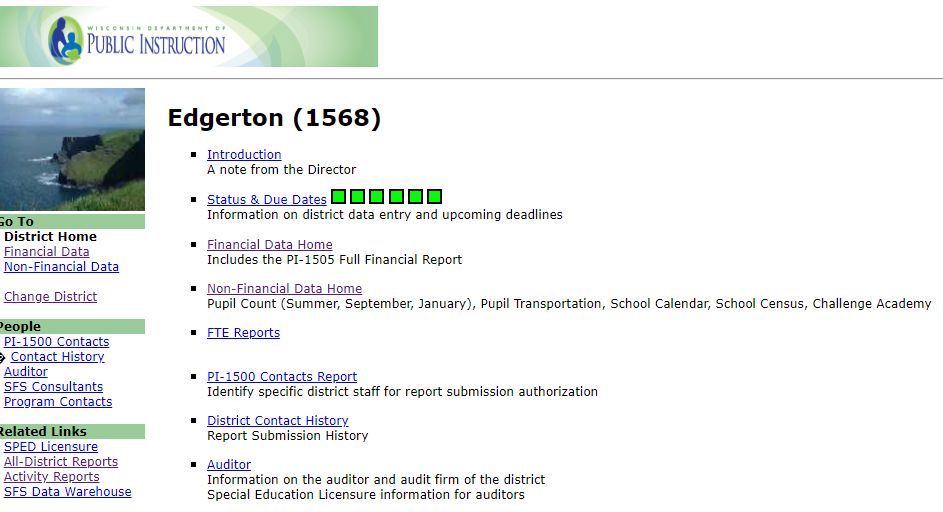 WISCONSIN DEPARTMENT OF
PUBLIC INSTRUCTION
Edgerton (1568)
Introduction
A note from the Director
Status & Due Dates
Information on district data entry and upcoming deadlines
Financial Data Home
Includes the PI-1505 Full Financial Report
Non-Financial Data Home
Pupil Count (Summer, September, January), Pupil Transportation, School Calendar, School Census, Challenge Academy
FTE Reports
PI-1500 Contacts Report
Identify specific district staff for report submission authorization
District Contact History
Report Submission History
Auditor
Information on the auditor and audit firm of the district
Special Education Licensure information for auditors
Go To
District Home
Financial Data
Non-Financial Data
Change District
People
PI-1500 Contacts
Contact History
Auditor
SFS Consultants
Program Contacts
Related Links
SPED Licensure
All-District Reports
Activity Reports
SFS Data Warehouse